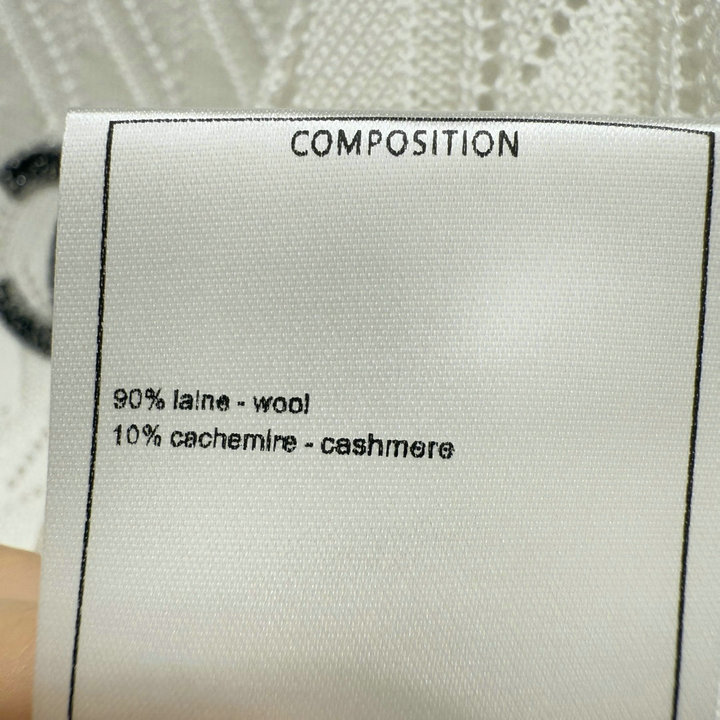 COMPOSITION
90% laine - wool
10% cachemire - cashmere